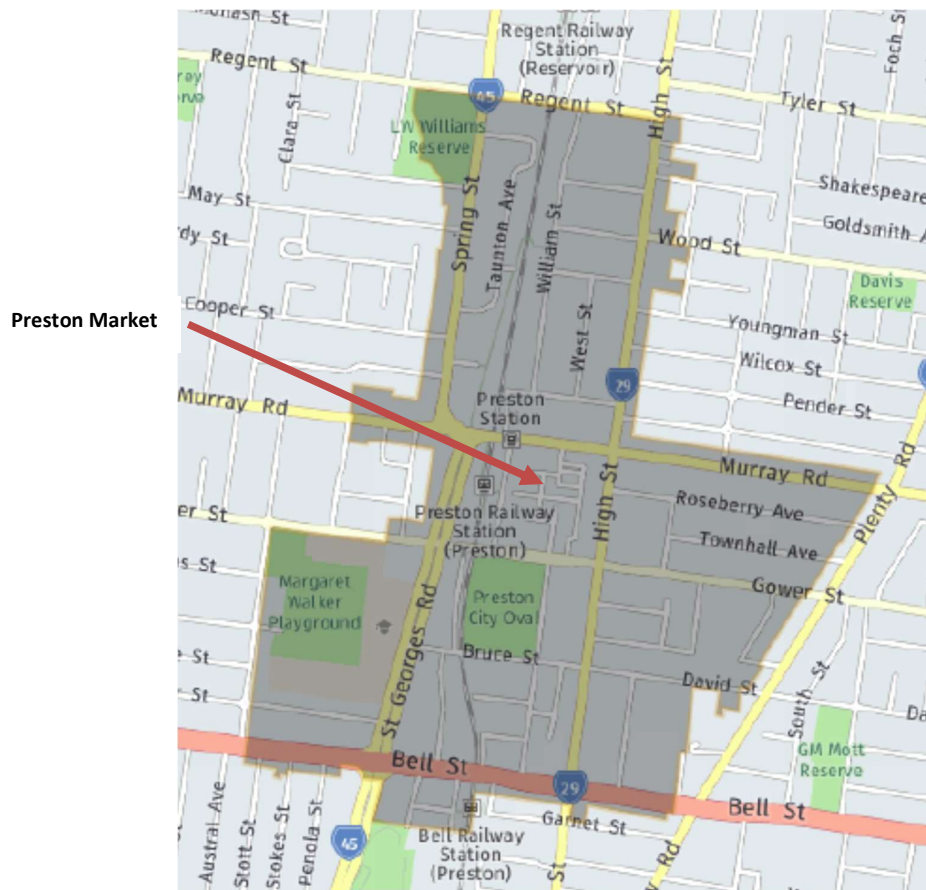 Regent Railway
Station
(Reservoir)
Foch St
Regent St
High St
45
Regent St
Tyler St
Clara St
LW Williams
Reserve
May St
Spring St
Taunton Ave
William St
Shakespeare
Goldsmith A
Wood St
Davis
Reserve
Preston Market
Cooper St
West St
Youngman St
Wilcox St
29
Murray Rd
Preston
Station
Pender St
Murray Rd
High St
Plenty Rd
Roseberry Ave
Preston Railway
Station
(Preston)
Townhall Ave
Gower St
Margaret
Walker
Playground
Preston
City Oval
St Georges Rd
Bruce St
David St
South St
GM Mott
Reserve
Bell St
29
Bell St
Garnet St
Austral Ave
Stott St
Stokes St
Penola St
45
Bell Railway
Station
(Preston)
St
Rd